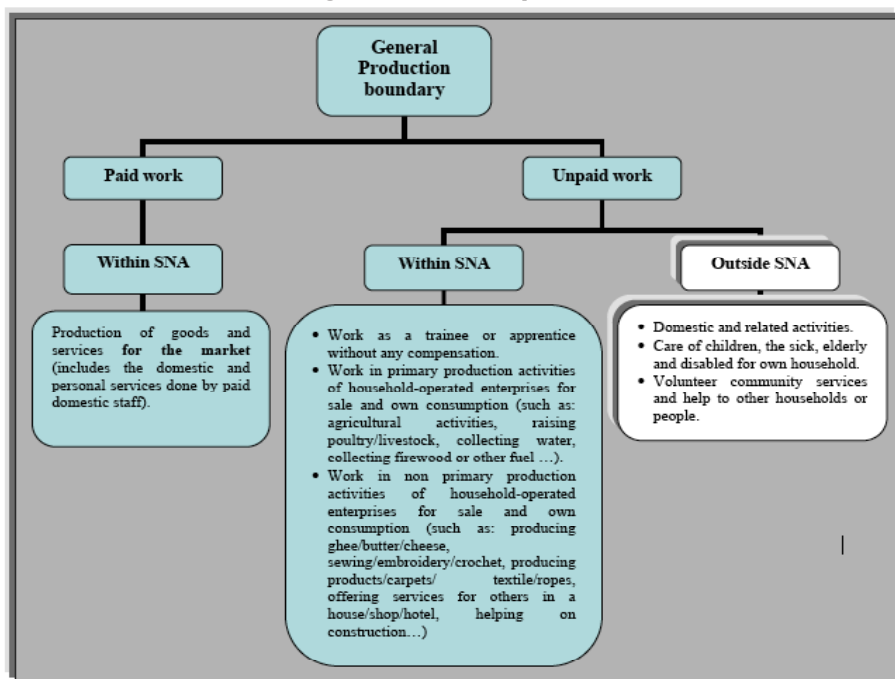 General
Production
boundary
Paid work
Unpaid work
Within SNA
Within SNA
Outside SNA
Production of goods and
services for the market
(includes the domestic and
personal services done by paid
domestic staff).
• Work as a trainee or apprentice
without any compensation.
• Work in primary production activities
of household-operated enterprises for
sale and own consumption (such as:
agricultural activities, raising
poultry/livestock, collecting water,
collecting firewood or other fuel …).
• Work in non primary production
activities of household-operated
enterprises for sale and own
consumption (such as: producing
ghee/butter/cheese,
sewing/embroidery/crochet, producing
products/carpets/ textile/ropes,
offering services for others in a
house/shop/hotel, helping on
construction…)
• Domestic and related activities.
• Care of children, the sick, elderly
and disabled for own household.
• Volunteer community services
and help to other households or
people.